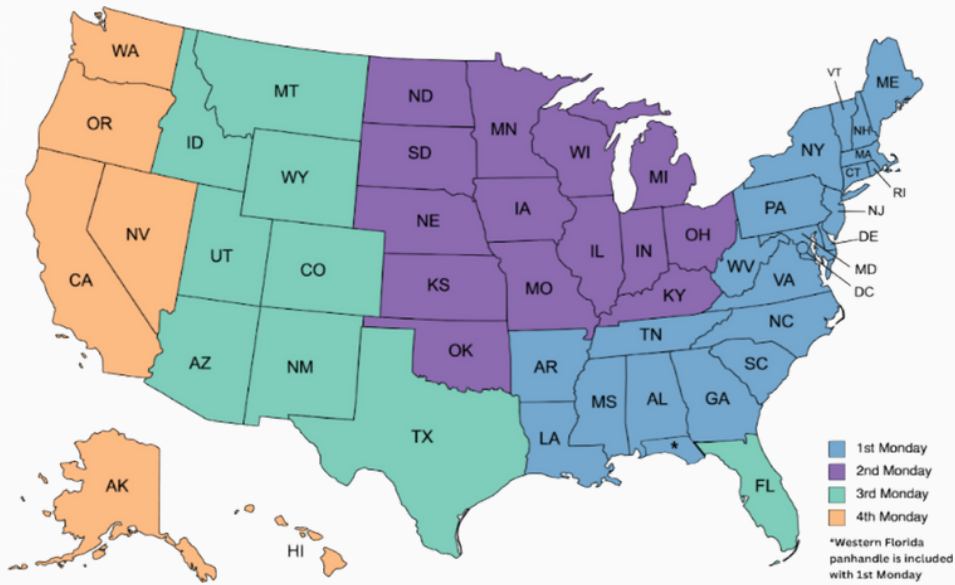 WA
MT
ND
MN
VT
ME
OR
ID
SD
WI
MI
NY
NH
MA
CT
RI
WY
NE
IA
PA
NJ
NV
UT
CO
IL
IN
OH
WV
DE
MD
DC
CA
KS
MO
KY
VA
AZ
NM
OK
AR
TN
NC
SC
TX
LA
MS
AL
GA
*
FL
AK
HI
1st Monday
2nd Monday
3rd Monday
4th Monday
*Western Florida
panhandle is included
with 1st Monday